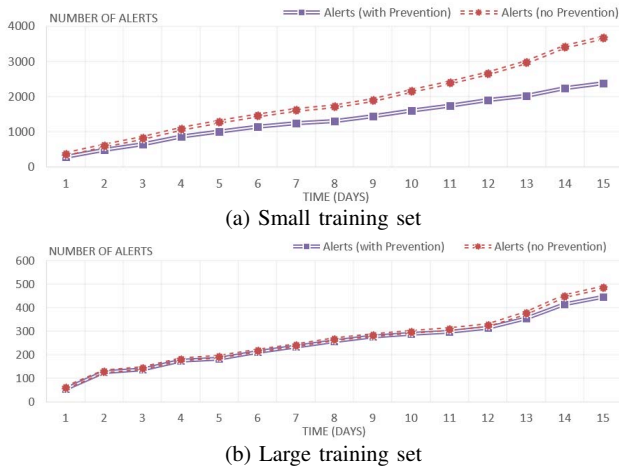 NUMBER OF ALERTS
Alerts (with Prevention) Alerts (no Prevention)
4000
3000
2000
1000
0
1 2 3 4 5 6 7 8 9 10 11 12 13 14 15
TIME (DAYS)
(a) Small training set
NUMBER OF ALERTS
Alerts (with Prevention) Alerts (no Prevention)
600
500
400
300
200
100
0
1 2 3 4 5 6 7 8 9 10 11 12 13 14 15
TIME (DAYS)
(b) Large training set